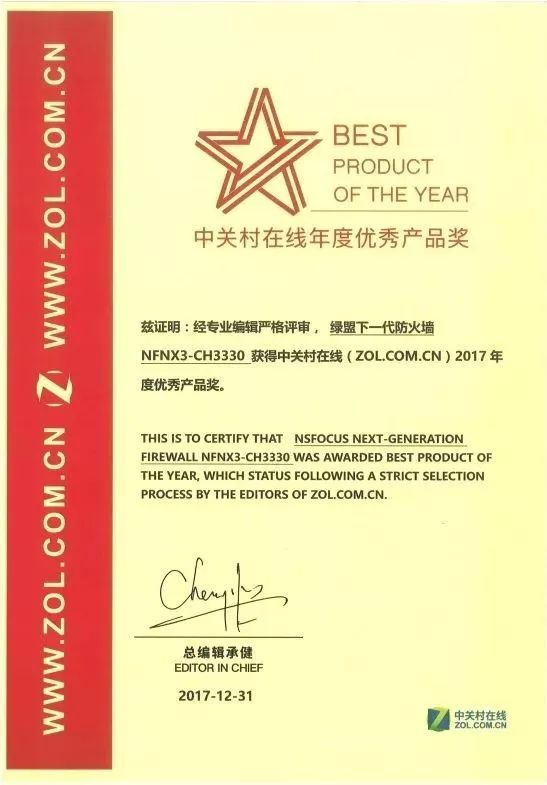 WWW.ZOL.COM.CN Z WWW.ZOL.COM.CN
BEST
PRODUCT
OF THE YEAR
中关村在线年度优秀产品奖
兹证明：经专业编辑严格评审， 绿盟下一代防火墙
NFNX3-CH3330 获得中关村在线（ZOL.COM.CN）2017 年
度优秀产品奖。
THIS IS TO CERTIFY THAT NSFOCUS NEXT-GENERATION
FIREWALL NFNX3-CH3330 WAS AWARDED BEST PRODUCT OF
THE YEAR, WHICH STATUS FOLLOWING A STRICT SELECTION
PROCESS BY THE EDITORS OF ZOL.COM.CN.
总编辑承健
EDITOR IN CHIEF
2017-12-31
Z 中关村在线
ZOL.COM.CN